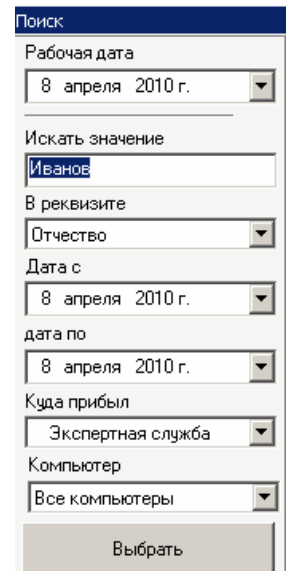 Поиск
Рабочая дата
8 апреля 2010 г.
Искать значение
Иванов
В реквизите
Отчество
Дата с
8 апреля 2010 г.
дата по
8 апреля 2010 г.
Куда прибыл
Экспертная служба
Компьютер
Все компьютеры
Выбрать